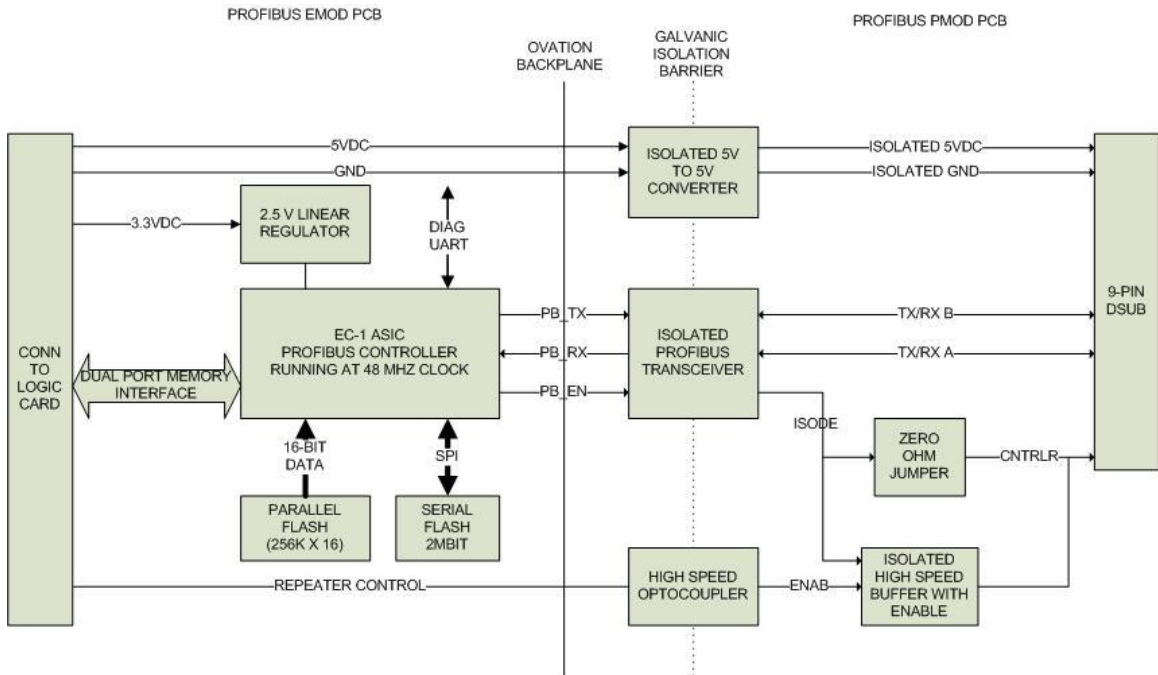 PROFIBUS EMOD PCB
PROFIBUS PMOD PCB
OVATION
BACKPLANE
GALVANIC
ISOLATION
BARRIER
5VDC
GND
ISOLATED 5V
TO 5V
CONVERTER
ISOLATED 5VDC
ISOLATED GND
3.3VDC
2.5 V LINEAR
REGULATOR
DIAG
UART
CONN
TO
LOGIC
CARD
DUAL PORT MEMORY
INTERFACE
EC-1 ASIC
PROFIBUS CONTROLLER
RUNNING AT 48 MHZ CLOCK
PB_TX
PB_RX
PB_EN
ISOLATED
PROFIBUS
TRANSCEIVER
TX/RX B
TX/RX A
9-PIN
DSUB
ISODE
ZERO
OHM
JUMPER
CNTRLR
16-BIT
DATA
SPI
PARALLEL
FLASH
(256K X 16)
SERIAL
FLASH
2MBIT
REPEATER CONTROL
HIGH SPEED
OPTOCOUPLER
ENAB
ISOLATED
HIGH SPEED
BUFFER WITH
ENABLE